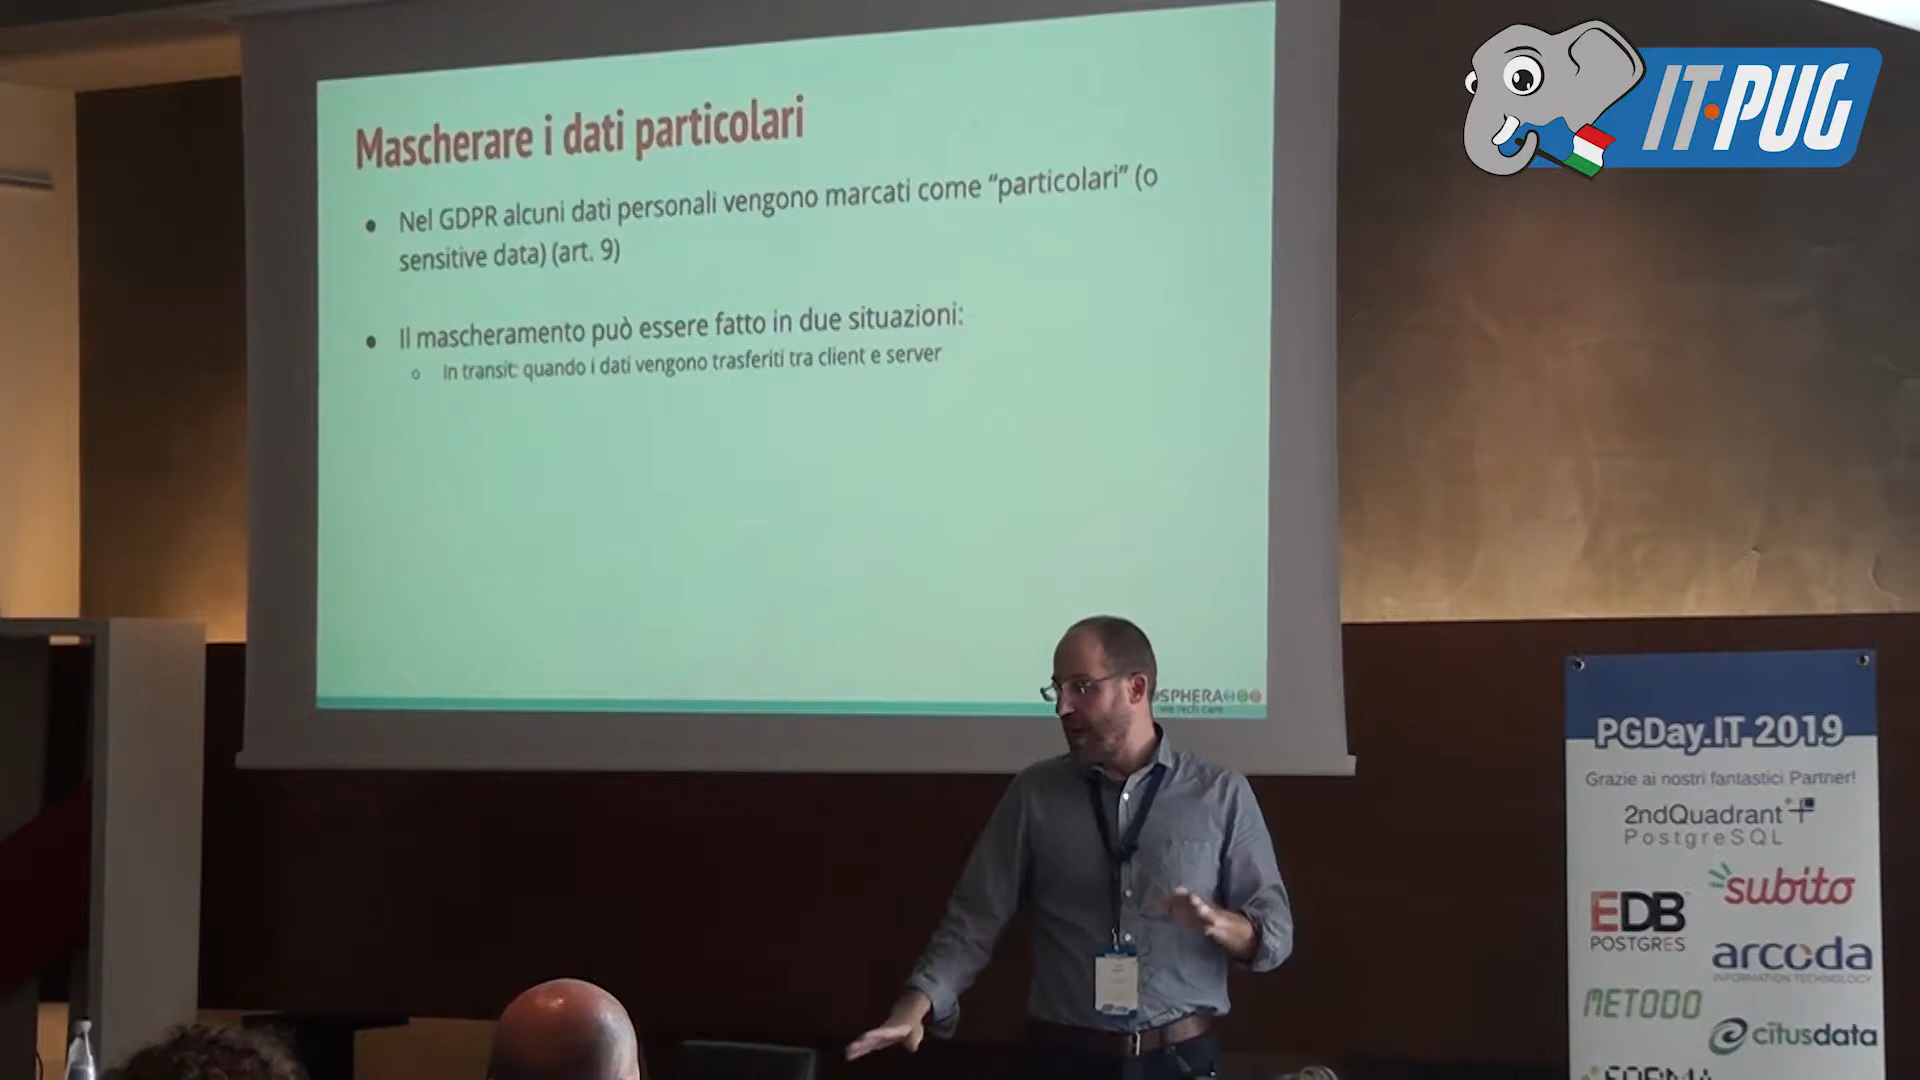 Mascherare i dati particolari
Nel GDPR alcuni dati personali vengono marcati come “particolari” (o
sensitive data) (art. 9)
Il mascheramento può essere fatto in due situazioni:
In transit: quando i dati vengono trasferiti tra client e server
SPHERA
we tech care
IT·PUG
PGDay.IT 2019
Grazie ai nostri fantastici Partner!
2ndQuadrant
PostgreSQL
subito
EDB
POSTGRES
arcoda
INFORMATION TECHNOLOGY
METODO
citusdata